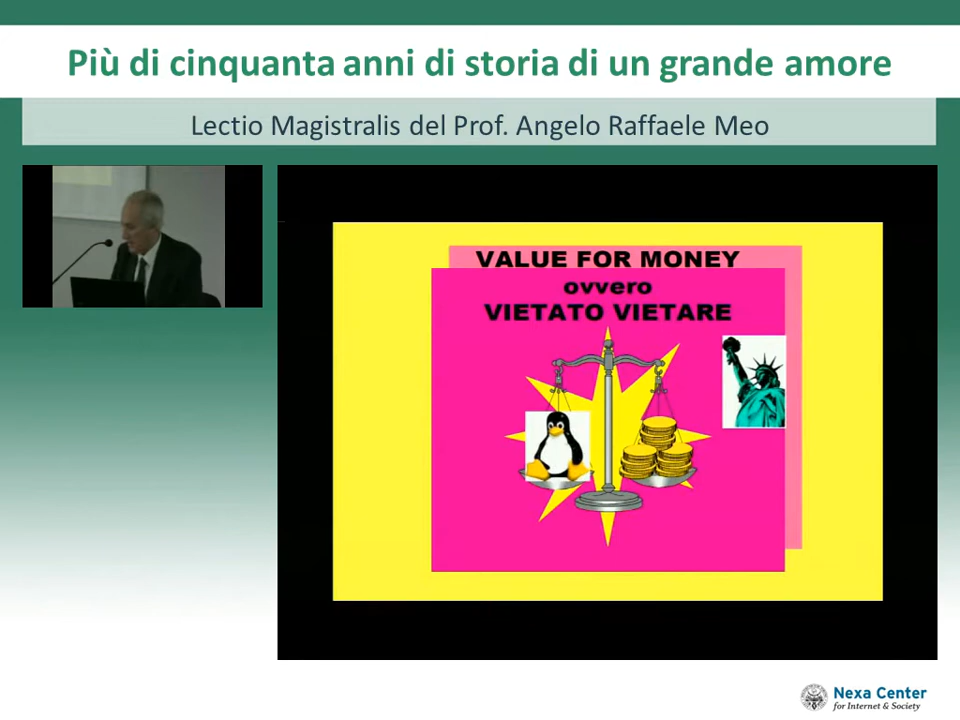 Più di cinquanta anni di storia di un grande amore
Lectio Magistralis del Prof. Angelo Raffaele Meo
VALUE FOR MONEY
ovvero
VIETATO VIETARE
Nexa Center
for Internet & Society